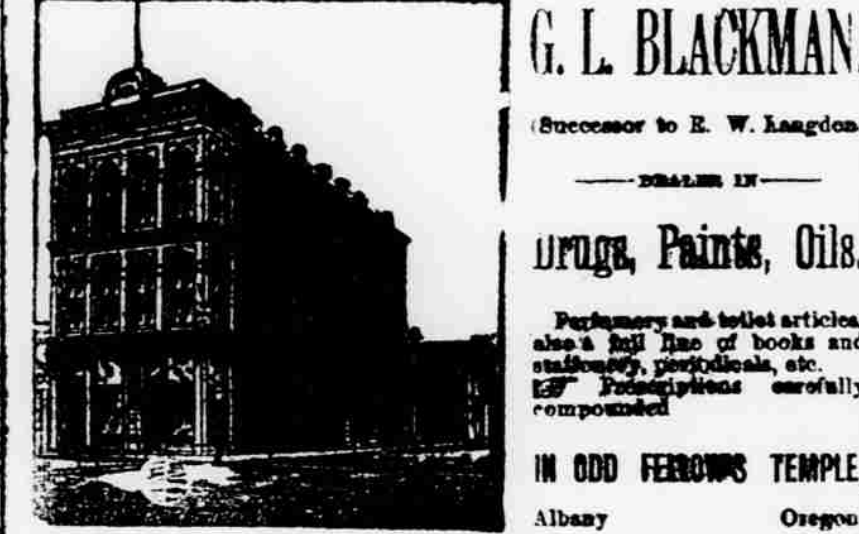 G. L. BLACKMAN.
(Successor to E. W. Langdon
DEALER IN
Drugs, Paints, Oils.
Perfumery and toilet articles
also a full line of books and
stationery, periodicals, etc.
Prescriptions carefully
compounded
IN ODD FELLOWS TEMPLE
Albany Oregon